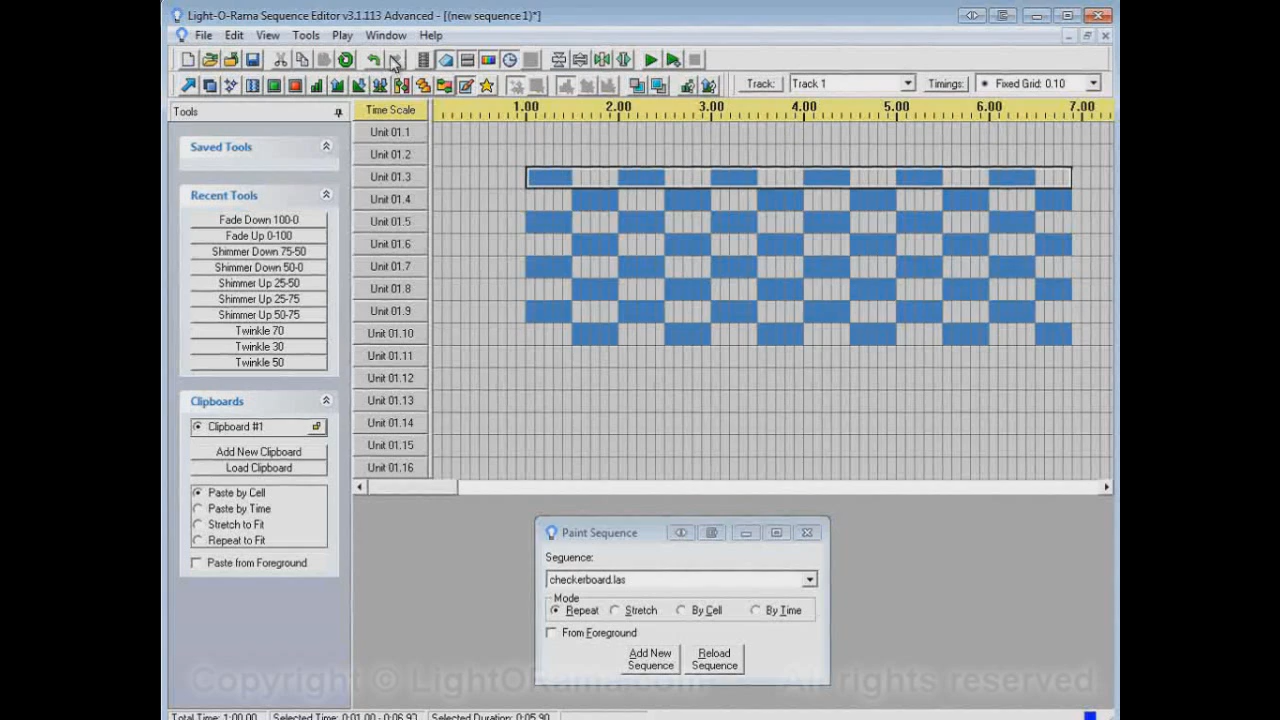 Light-O-Rama Sequence Editor v3.1.113 Advanced - [(new sequence 1)*]
File Edit View Tools Play Window Help
Track: Track 1 Timings: Fixed Grid: 0.10
Tools
Time Scale 1.00 2.00 3.00 4.00 5.00 6.00 7.00
Saved Tools
Recent Tools
Fade Down 100-0
Fade Up 0-100
Shimmer Down 75-50
Shimmer Down 50-0
Shimmer Up 25-50
Shimmer Up 25-75
Shimmer Up 50-75
Twinkle 70
Twinkle 30
Twinkle 50
Clipboards
Clipboard #1
Add New Clipboard
Load Clipboard
Paste by Cell
Paste by Time
Stretch to Fit
Repeat to Fit
Paste from Foreground
Unit 01.1
Unit 01.2
Unit 01.3
Unit 01.4
Unit 01.5
Unit 01.6
Unit 01.7
Unit 01.8
Unit 01.9
Unit 01.10
Unit 01.11
Unit 01.12
Unit 01.13
Unit 01.14
Unit 01.15
Unit 01.16
Paint Sequence
Sequence:
checkerboard.las
Mode
Repeat Stretch By Cell By Time
From Foreground
Add New Sequence
Reload Sequence
Copyright © LightORama.com All rights reserved
Total Time: 1:00.00 Selected Time: 0:01.00 - 0:06.90 Selected Duration: 0:05.90